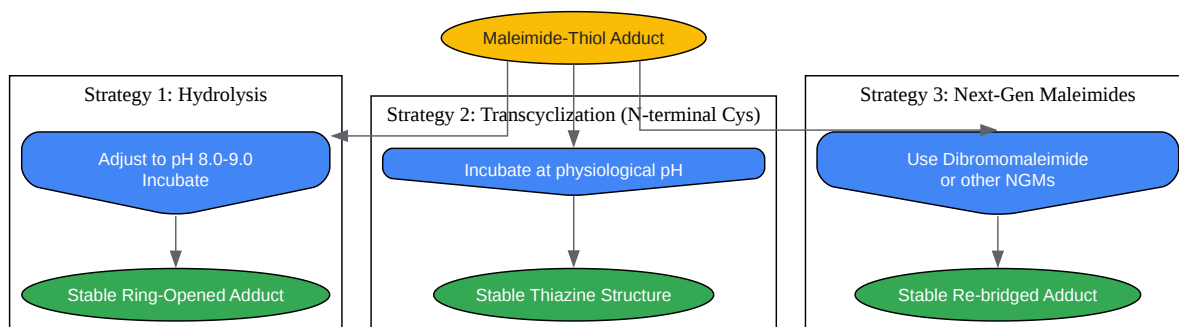 Maleimide-Thiol Adduct
Strategy 1: Hydrolysis
Adjust to pH 8.0-9.0
Incubate
Stable Ring-Opened Adduct
Strategy 2: Transcyclization (N-terminal Cys)
Incubate at physiological pH
Stable Thiazine Structure
Strategy 3: Next-Gen Maleimides
Use Dibromomaleimide
or other NGMs
Stable Re-bridged Adduct